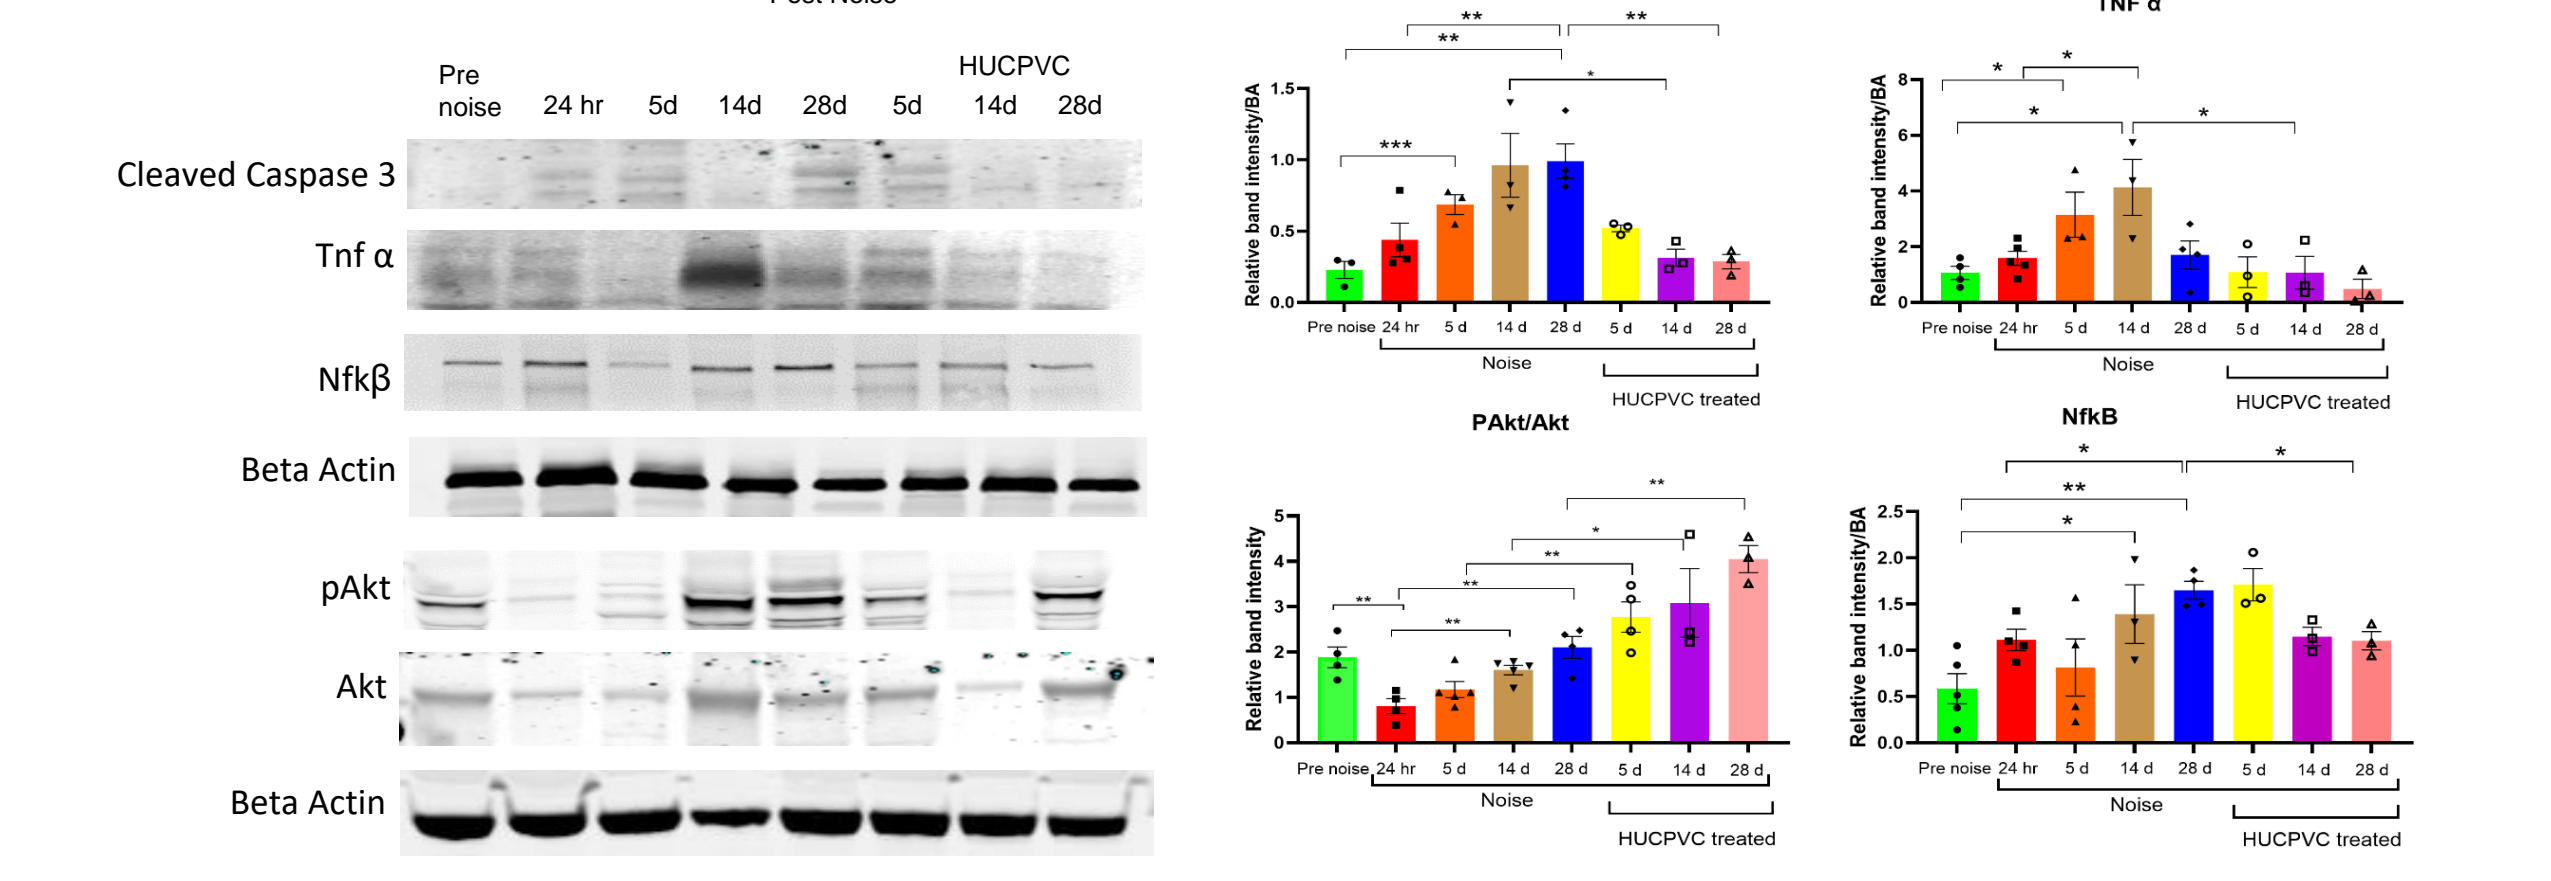 Post Noise
Pre
noise
24 hr
5d
14d
28d
HUCPVC
5d
14d
28d
Cleaved Caspase 3
Tnf α
Nfkβ
Beta Actin
pAkt
Akt
Beta Actin
** **
**
*
***
Relative band intensity/BA
1.5
1.0
0.5
0.0
Pre noise 24 hr 5 d 14 d 28 d 5 d 14 d 28 d
Noise
HUCPVC treated
TNF α
* *
* *
Relative band intensity/BA
8
6
4
2
0
Pre noise 24 hr 5 d 14 d 28 d 5 d 14 d 28 d
Noise
HUCPVC treated
PAkt/Akt
**
*
**
**
**
**
Relative band intensity
5
4
3
2
1
0
Pre noise 24 hr 5 d 14 d 28 d 5 d 14 d 28 d
Noise
HUCPVC treated
NfkB
* *
**
*
Relative band intensity/BA
2.5
2.0
1.5
1.0
0.5
0.0
Pre noise 24 hr 5 d 14 d 28 d 5 d 14 d 28 d
Noise
HUCPVC treated